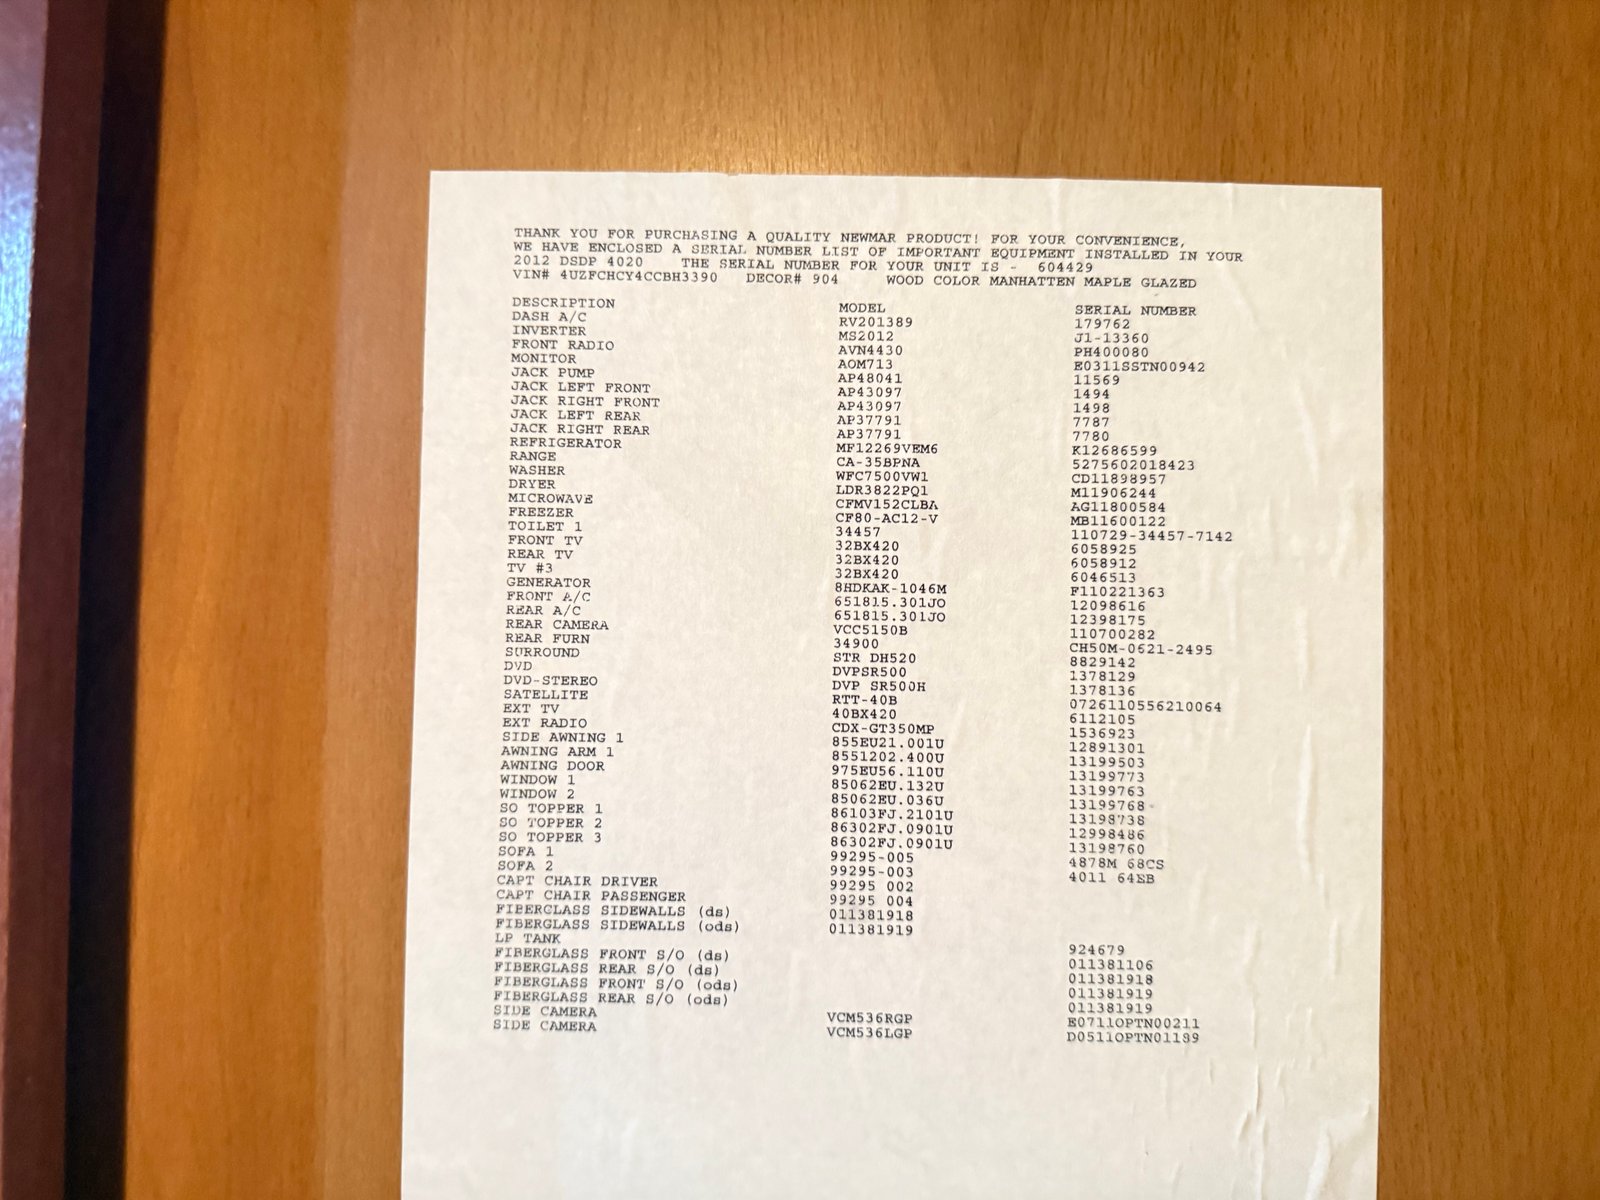 THANK YOU FOR PURCHASING A QUALITY NEWMAR PRODUCT! FOR YOUR CONVENIENCE,
WE HAVE ENCLOSED A SERIAL NUMBER LIST OF IMPORTANT EQUIPMENT INSTALLED IN YOUR
2012 DSDP 4020 THE SERIAL NUMBER FOR YOUR UNIT IS - 604429
VIN# 4UZFCHCY4CCBH3390 DECOR# 904 WOOD COLOR MANHATTEN MAPLE GLAZED
DESCRIPTION MODEL SERIAL NUMBER
DASH A/C RV201389 179762
INVERTER MS2012 J1-13360
FRONT RADIO AVN4430 PH400080
MONITOR AOM713 E0311SSTN00942
JACK PUMP AP48041 11569
JACK LEFT FRONT AP43097 1494
JACK RIGHT FRONT AP43097 1498
JACK LEFT REAR AP37791 7787
JACK RIGHT REAR AP37791 7780
REFRIGERATOR MF12269VEM6 K12686599
RANGE CA-35BPNA 5275602018423
WASHER WFC7500VW1 CD11898957
DRYER LDR3822PQ1 M11906244
MICROWAVE CFMV152CLBA AG11800584
FREEZER CF80-AC12-V MB11600122
TOILET 1 34457 110729-34457-7142
FRONT TV 32BX420 6058925
REAR TV 32BX420 6058912
TV #3 32BX420 6046513
GENERATOR 8HDKAK-1046M F110221363
FRONT A/C 651815.301JO 12098616
REAR A/C 651815.301JO 12398175
REAR CAMERA VCC5150B 110700282
REAR FURN 34900 CH50M-0621-2495
SURROUND STR DH520 8829142
DVD DVPSR500 1378129
DVD-STEREO DVP SR500H 1378136
SATELLITE RTT-40B 0726110556210064
EXT TV 40BX420 6112105
EXT RADIO CDX-GT350MP 1536923
SIDE AWNING 1 855EU21.001U 12891301
AWNING ARM 1 8551202.400U 13199503
AWNING DOOR 975EU56.110U 13199773
WINDOW 1 85062EU.132U 13199763
WINDOW 2 85062EU.036U 13199768
SO TOPPER 1 86103FJ.2101U 13198738
SO TOPPER 2 86302FJ.0901U 12998486
SO TOPPER 3 86302FJ.0901U 13198760
SOFA 1 99295-005 4878M 68CS
SOFA 2 99295-003 4011 64EB
CAPT CHAIR DRIVER 99295 002
CAPT CHAIR PASSENGER 99295 004
FIBERGLASS SIDEWALLS (ds) 011381918
FIBERGLASS SIDEWALLS (ods) 011381919
LP TANK 924679
FIBERGLASS FRONT S/O (ds) 011381106
FIBERGLASS REAR S/O (ds) 011381918
FIBERGLASS FRONT S/O (ods) 011381919
FIBERGLASS REAR S/O (ods) 011381919
SIDE CAMERA VCM536RGP E0711OPTN00211
SIDE CAMERA VCM536LGP D0511OPTN01199